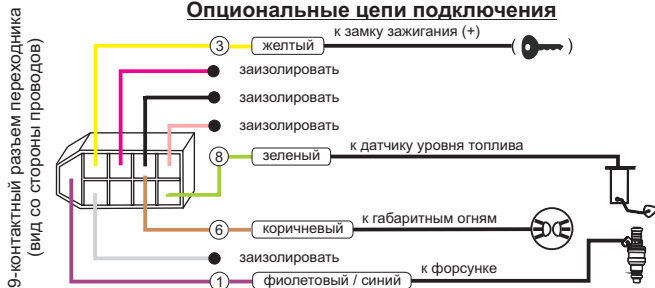 Опциональные цепи подключения
9-контактный разъем переходника
(вид со стороны проводов)
3 желтый к замку зажигания (+)
заизолировать
заизолировать
заизолировать
8 зеленый к датчику уровня топлива
6 коричневый к габаритным огням
заизолировать
1 фиолетовый / синий к форсунке